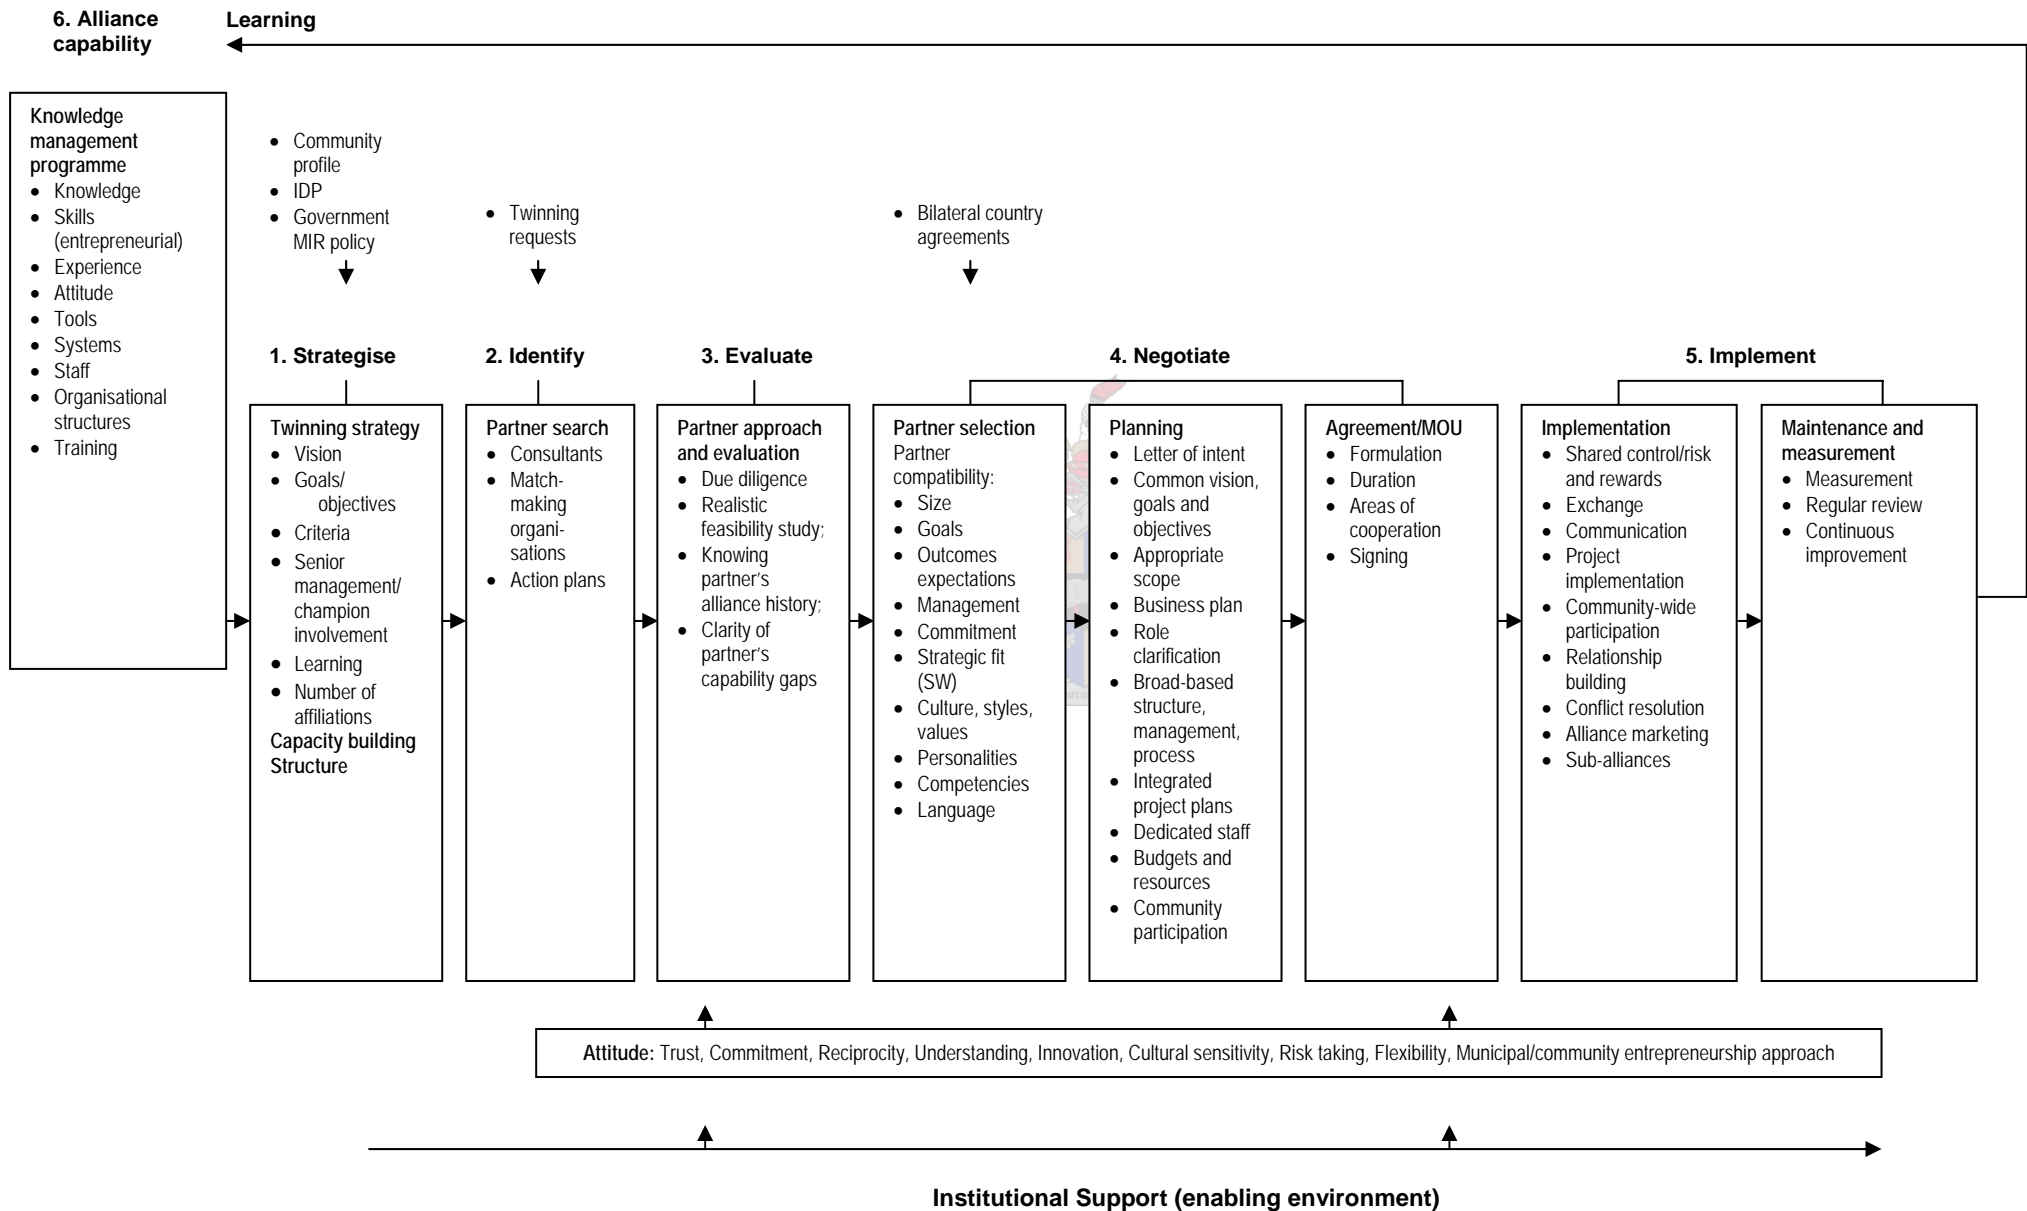 6. Alliance
capability
Learning
Knowledge
management
programme
• Knowledge
• Skills
(entrepreneurial)
• Experience
• Attitude
• Tools
• Systems
• Staff
• Organisational
structures
• Training
• Community
profile
• IDP
• Government
MIR policy
• Twinning
requests
• Bilateral country
agreements
1. Strategise
2. Identify
3. Evaluate
4. Negotiate
5. Implement
Twinning strategy
• Vision
• Goals/
objectives
• Criteria
• Senior
management/
champion
involvement
• Learning
• Number of
affiliations
Capacity building
Structure
Partner search
• Consultants
• Match-
making
organi-
sations
• Action plans
Partner approach
and evaluation
• Due diligence
• Realistic
feasibility study;
• Knowing
partner's
alliance history;
• Clarity of
partner's
capability gaps
Partner selection
Partner
compatibility:
• Size
• Goals
• Outcomes
expectations
• Management
• Commitment
• Strategic fit
(SW)
• Culture, styles,
values
• Personalities
• Competencies
• Language
Planning
• Letter of intent
• Common vision,
goals and
objectives
• Appropriate
scope
• Business plan
• Role
clarification
• Broad-based
structure,
management,
process
• Integrated
project plans
• Dedicated staff
• Budgets and
resources
• Community
participation
Agreement/MOU
• Formulation
• Duration
• Areas of
cooperation
• Signing
Implementation
• Shared control/risk
and rewards
• Exchange
• Communication
• Project
implementation
• Community-wide
participation
• Relationship
building
• Conflict resolution
• Alliance marketing
• Sub-alliances
Maintenance and
measurement
• Measurement
• Regular review
• Continuous
improvement
Attitude: Trust, Commitment, Reciprocity, Understanding, Innovation, Cultural sensitivity, Risk taking, Flexibility, Municipal/community entrepreneurship approach
Institutional Support (enabling environment)